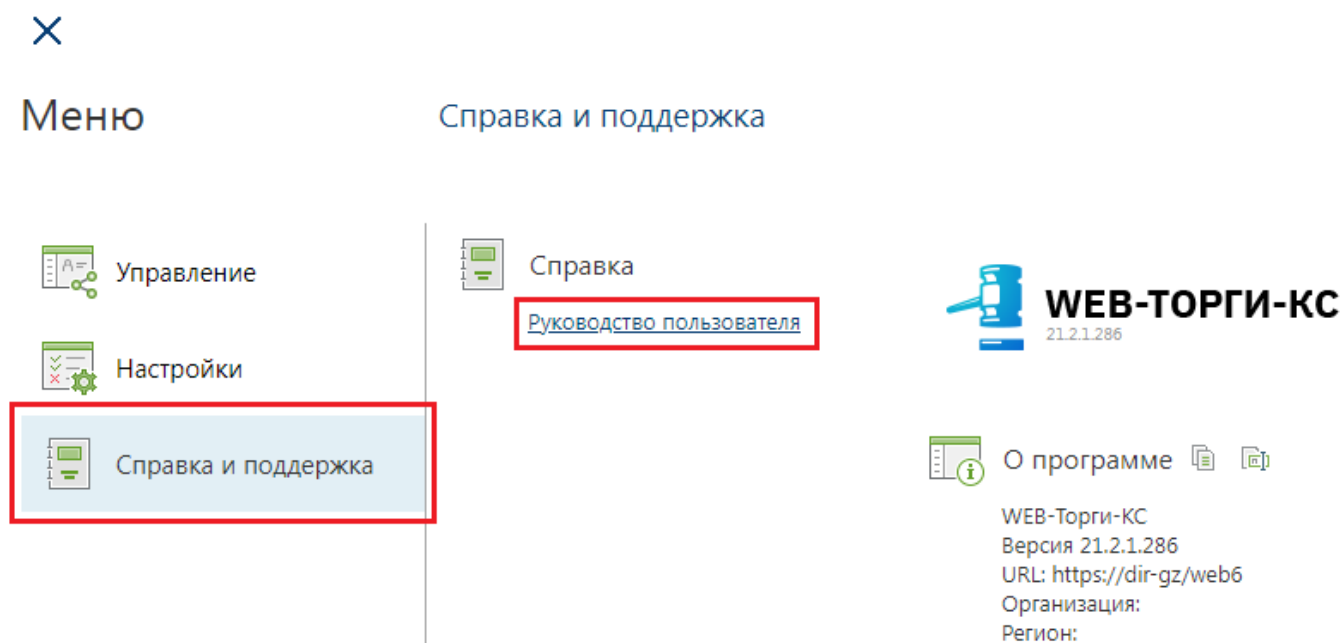 Меню
Справка и поддержка
Управление
Настройки
Справка и поддержка
Справка
Руководство пользователя
WEB-ТОРГИ-КС
21.2.1.286
О программе
WEB-Торги-КС
Версия 21.2.1.286
URL: https://dir-gz/web6
Организация:
Регион: